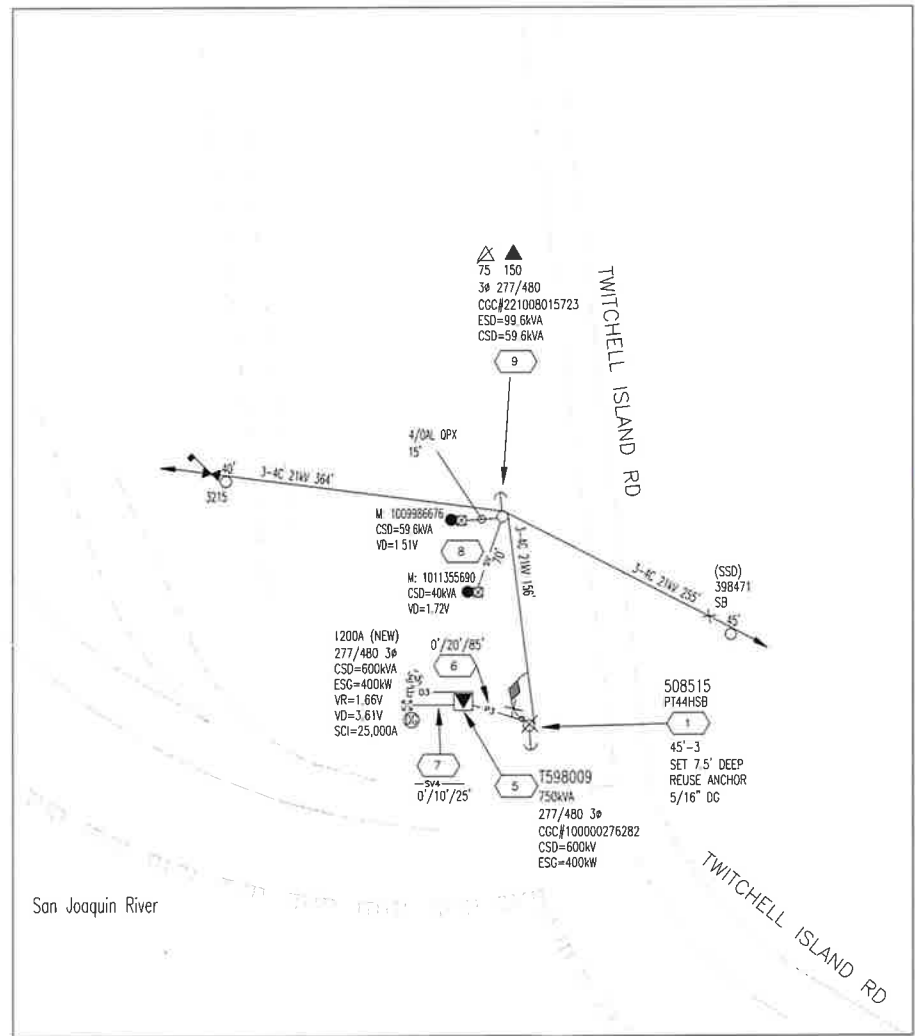 75 150
3ø 277/480
CGC#221008015723
ESD=99.6kVA
CSD=59.6kVA
9
TWITCHELL ISLAND RD
4/0AL QPX
15'
40'
3-4C 21kV 364'
3215
M: 1009986676
CSD=59.6kVA
VD=1.51V
8
70'
3-4C 21kV 156'
M: 1011355690
CSD=40kVA
VD=1.72V
3-4C 21kV 255'
(SSD)
398471
SB
45'
1200A (NEW)
277/480 3ø
CSD=600kVA
ESG=400kW
VR=1.66V
VD=3.61V
SCI=25,000A
0'/20'/85'
6
P3
D3
508515
PT44HSB
1
45'-3
SET 7.5' DEEP
REUSE ANCHOR
5/16" DG
7
SV4
0'/10'/25'
5
T598009
750kVA
277/480 3ø
CGC#100000276282
CSD=600kV
ESG=400kW
San Joaquin River
TWITCHELL ISLAND RD